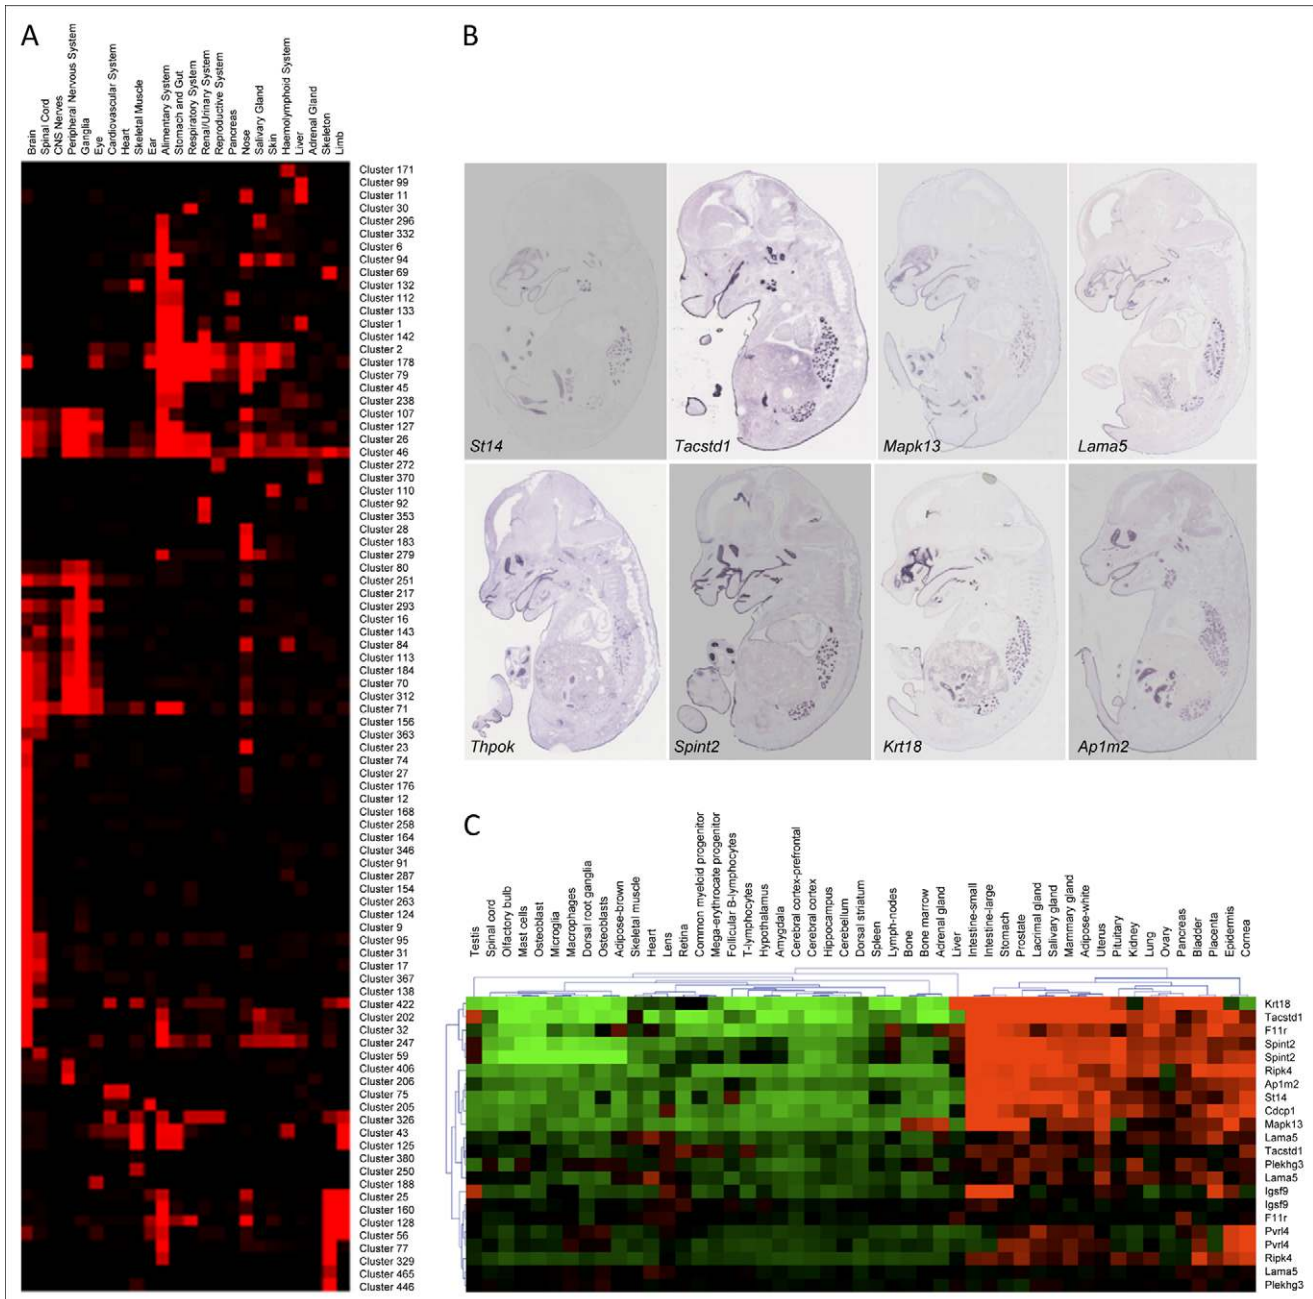 A
Brain
Spinal Cord
CNS Nerves
Peripheral Nervous System
Ganglia
Eye
Cardiovascular System
Heart
Skeletal Muscle
Ear
Alimentary System
Stomach and Gut
Respiratory System
Renal/Urinary System
Reproductive System
Pancreas
Nose
Salivary Gland
Skin
Haemolymphoid System
Liver
Adrenal Gland
Skeleton
Limb
Cluster 171
Cluster 99
Cluster 11
Cluster 30
Cluster 296
Cluster 332
Cluster 6
Cluster 94
Cluster 69
Cluster 132
Cluster 112
Cluster 133
Cluster 1
Cluster 142
Cluster 2
Cluster 178
Cluster 79
Cluster 45
Cluster 238
Cluster 107
Cluster 127
Cluster 26
Cluster 46
Cluster 272
Cluster 370
Cluster 110
Cluster 92
Cluster 353
Cluster 28
Cluster 183
Cluster 279
Cluster 80
Cluster 251
Cluster 217
Cluster 293
Cluster 16
Cluster 143
Cluster 84
Cluster 113
Cluster 184
Cluster 70
Cluster 312
Cluster 71
Cluster 156
Cluster 363
Cluster 23
Cluster 74
Cluster 27
Cluster 176
Cluster 12
Cluster 168
Cluster 258
Cluster 164
Cluster 346
Cluster 91
Cluster 287
Cluster 154
Cluster 263
Cluster 124
Cluster 9
Cluster 95
Cluster 31
Cluster 17
Cluster 367
Cluster 138
Cluster 422
Cluster 202
Cluster 32
Cluster 247
Cluster 59
Cluster 406
Cluster 206
Cluster 75
Cluster 205
Cluster 326
Cluster 43
Cluster 125
Cluster 380
Cluster 250
Cluster 188
Cluster 25
Cluster 160
Cluster 128
Cluster 56
Cluster 77
Cluster 329
Cluster 465
Cluster 446
B
St14
Tacstd1
Mapk13
Lama5
Thpok
Spint2
Krt18
Ap1m2
C
Testis
Spinal cord
Olfactory bulb
Mast cells
Osteoblast
Microglia
Macrophages
Dorsal root ganglia
Osteoblasts
Adipose-brown
Skeletal muscle
Heart
Lens
Retina
Common myeloid progenitor
Mega-erythrocate progenitor
Follicular B-lymphocytes
T-lymphocytes
Hypothalamus
Amygdala
Cerebral cortex-prefrontal
Cerebral cortex
Hippocampus
Cerebellum
Dorsal striatum
Spleen
Lymph-nodes
Bone
Bone marrow
Adrenal gland
Liver
Intestine-small
Intestine-large
Stomach
Prostate
Lacrimal gland
Salivary gland
Mammary gland
Adipose-white
Uterus
Pituitary
Kidney
Lung
Ovary
Pancreas
Bladder
Placenta
Epidermis
Cornea
Krt18
Tacstd1
F11r
Spint2
Spint2
Ripk4
Ap1m2
St14
Cdcp1
Mapk13
Lama5
Tacstd1
Plekhg3
Lama5
Igsf9
Igsf9
F11r
Pvrl4
Pvrl4
Ripk4
Lama5
Plekhg3